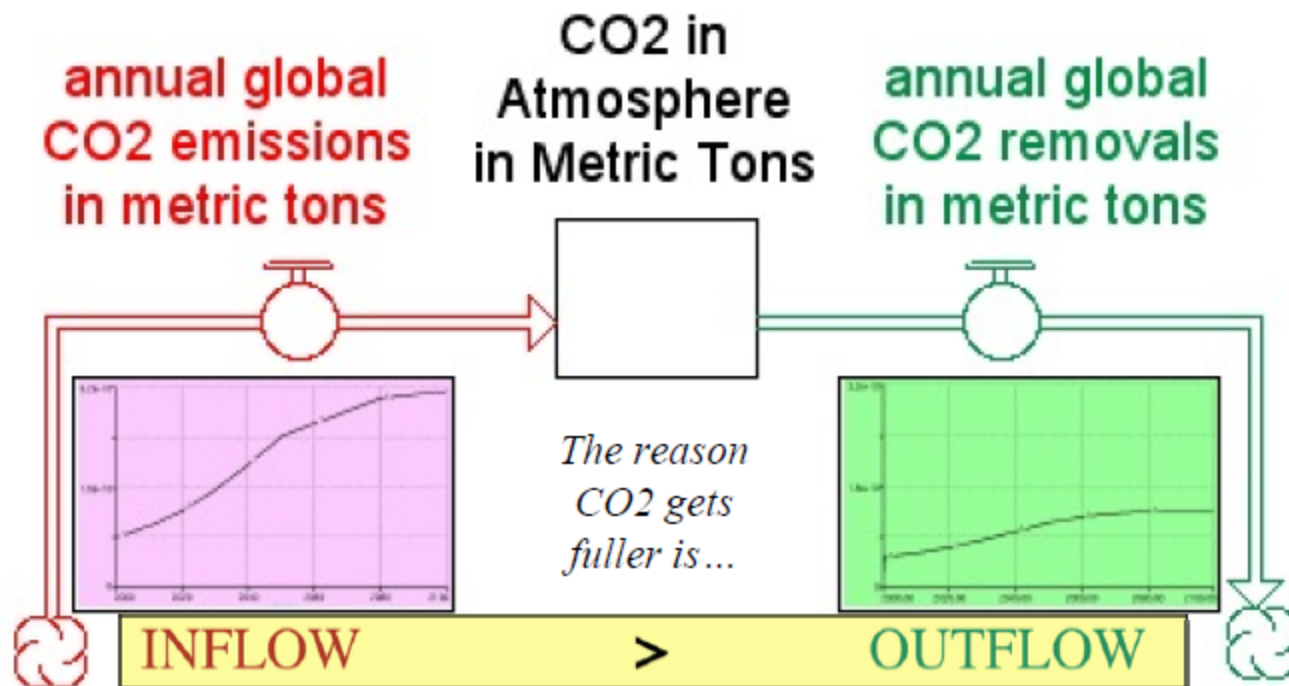 annual global
CO2 emissions
in metric tons
CO2 in
Atmosphere
in Metric Tons
annual global
CO2 removals
in metric tons
The reason
CO2 gets
fuller is...
INFLOW > OUTFLOW